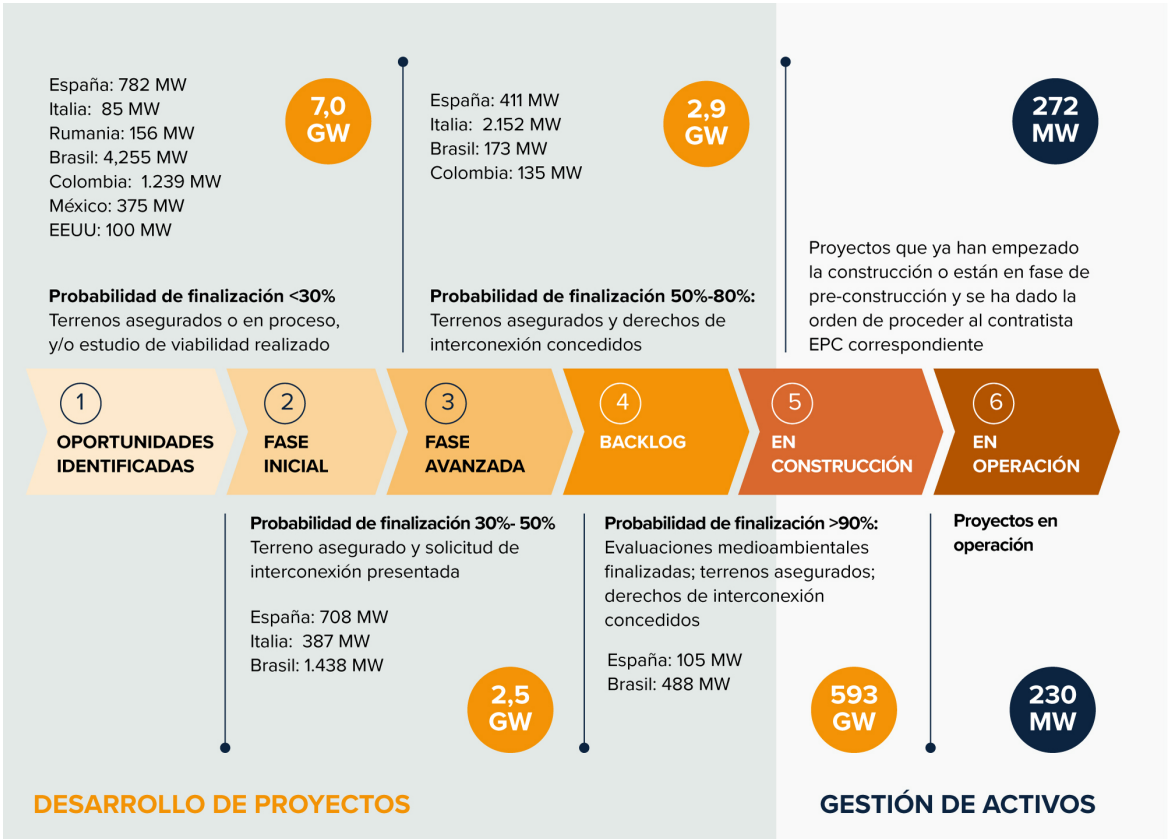 España: 782 MW
Italia:  85 MW
Rumania: 156 MW
Brasil: 4,255 MW
Colombia:  1.239 MW
México: 375 MW
EEUU: 100 MW
7,0
GW
Probabilidad de finalización <30%
Terrenos asegurados o en proceso,
y/o estudio de viabilidad realizado
España: 411 MW
Italia: 2.152 MW
Brasil: 173 MW
Colombia: 135 MW
2,9
GW
Probabilidad de finalización 50%-80%:
Terrenos asegurados y derechos de
interconexión concedidos
272
MW
Proyectos que ya han empezado
la construcción o están en fase de
pre-construcción y se ha dado la
orden de proceder al contratista
EPC correspondiente
1
OPORTUNIDADES
IDENTIFICADAS
2
FASE
INICIAL
3
FASE
AVANZADA
4
BACKLOG
5
EN
CONSTRUCCIÓN
6
EN
OPERACIÓN
Probabilidad de finalización 30%- 50%
Terreno asegurado y solicitud de
interconexión presentada
España: 708 MW
Italia:  387 MW
Brasil: 1.438 MW
2,5
GW
Probabilidad de finalización >90%:
Evaluaciones medioambientales
finalizadas; terrenos asegurados;
derechos de interconexión
concedidos
España: 105 MW
Brasil: 488 MW
593
GW
Proyectos en
operación
230
MW
DESARROLLO DE PROYECTOS
GESTIÓN DE ACTIVOS